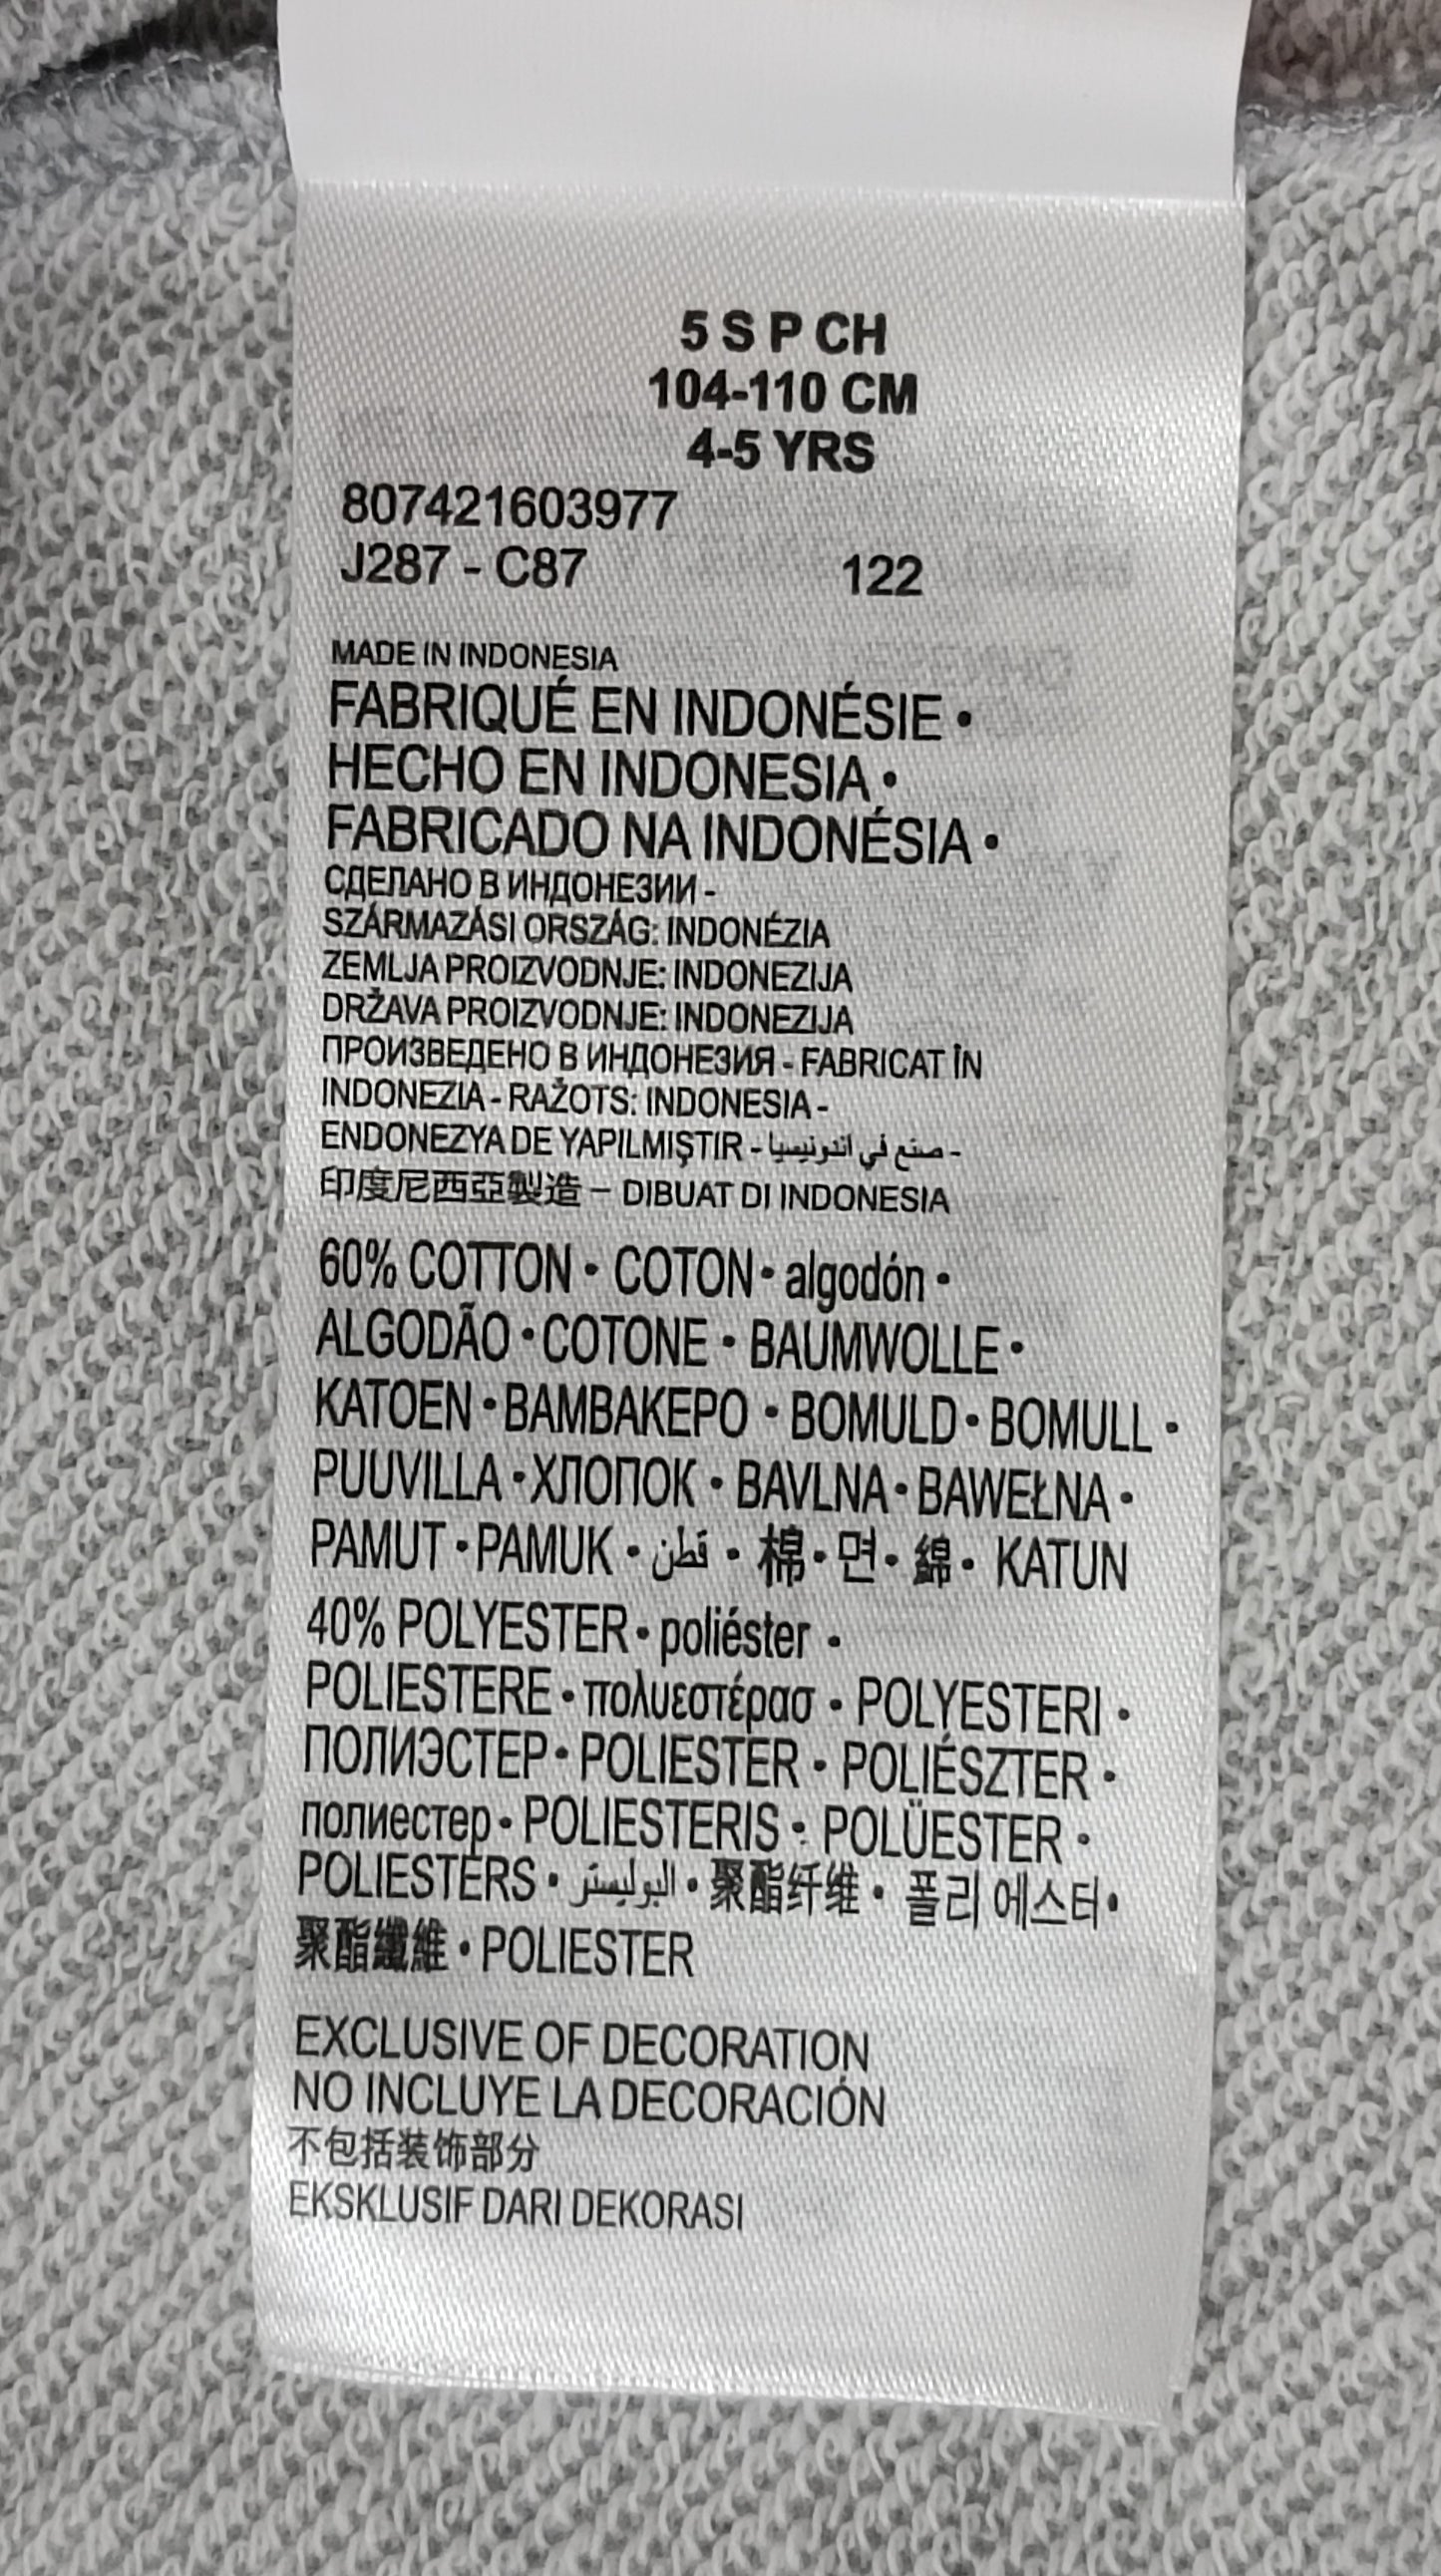 5 S P CH
104-110 CM
4-5 YRS
807421603977
J287 - C87 122
MADE IN INDONESIA
FABRIQUÉ EN INDONÉSIE •
HECHO EN INDONESIA •
FABRICADO NA INDONÉSIA •
СДЕЛАНО В ИНДОНЕЗИИ -
SZÁRMAZÁSI ORSZÁG: INDONÉZIA
ZEMLJA PROIZVODNJE: INDONEZIJA
DRŽAVA PROIZVODNJE: INDONEZIJA
ПРОИЗВЕДЕНО В ИНДОНЕЗИЯ - FABRICAT ÎN
INDONEZIA - RAŽOTS: INDONESIA -
ENDONEZYA DE YAPILMIŞTIR - صنع في اندونيسيا -
印度尼西亞製造 – DIBUAT DI INDONESIA
60% COTTON • COTON • algodón •
ALGODÃO • COTONE • BAUMWOLLE •
KATOEN • BAMBAKEPO • BOMULD • BOMULL •
PUUVILLA • ХЛОПОК • BAVLNA • BAWEŁNA •
PAMUT • PAMUK • قطن • 棉 • 면 • 綿 • KATUN
40% POLYESTER • poliéster •
POLIESTERE • πολυεστέρασ • POLYESTERI •
ПОЛИЭСТЕР • POLIESTER • POLIÉSZTER •
полиестер • POLIESTERIS • POLÜESTER •
POLIESTERS • البوليستر • 聚酯纤维 • 폴리 에스터 •
聚酯纖維 • POLIESTER
EXCLUSIVE OF DECORATION
NO INCLUYE LA DECORACIÓN
不包括装饰部分
EKSKLUSIF DARI DEKORASI